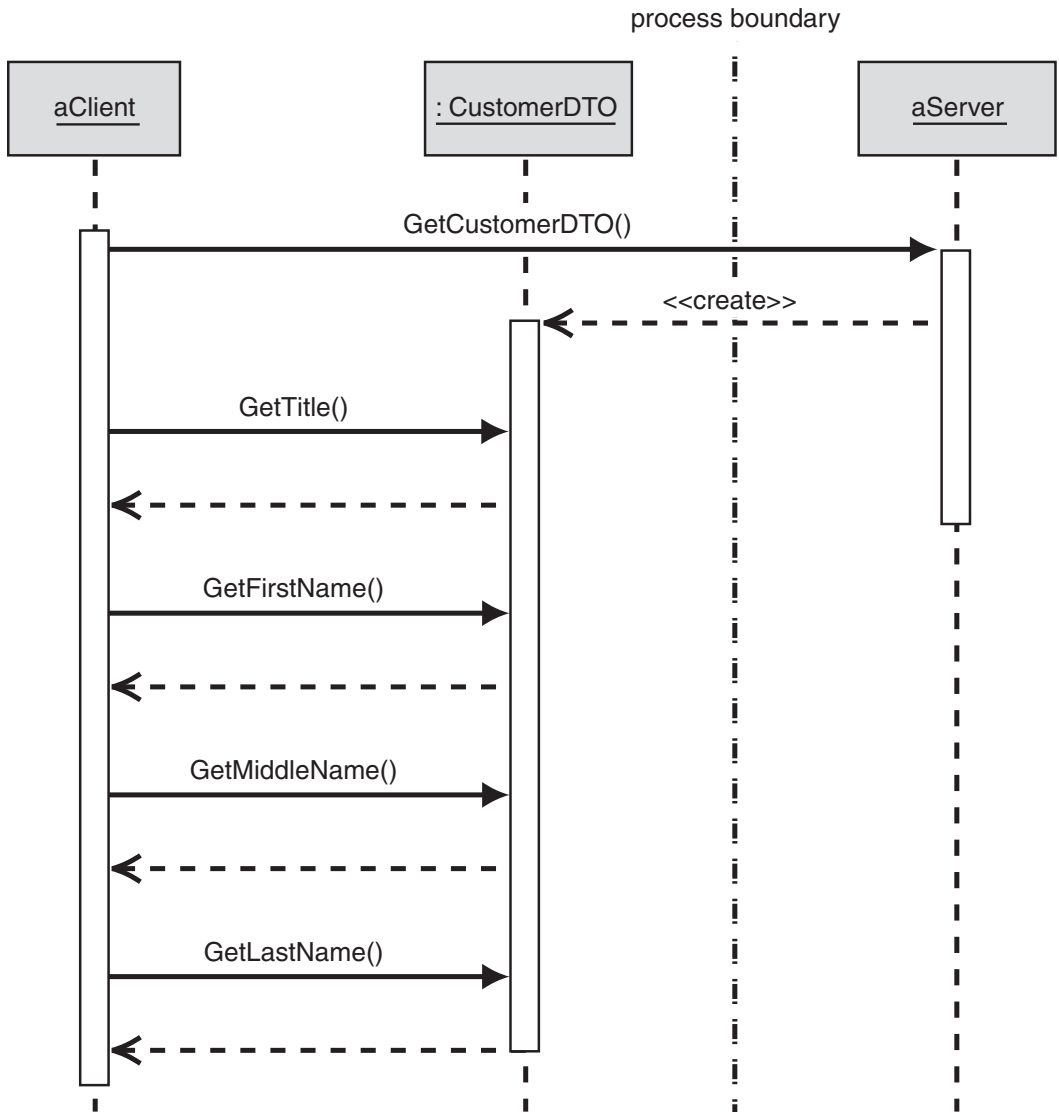 process boundary
aClient
: CustomerDTO
aServer
GetCustomerDTO()
<<create>>
GetTitle()
GetFirstName()
GetMiddleName()
GetLastName()